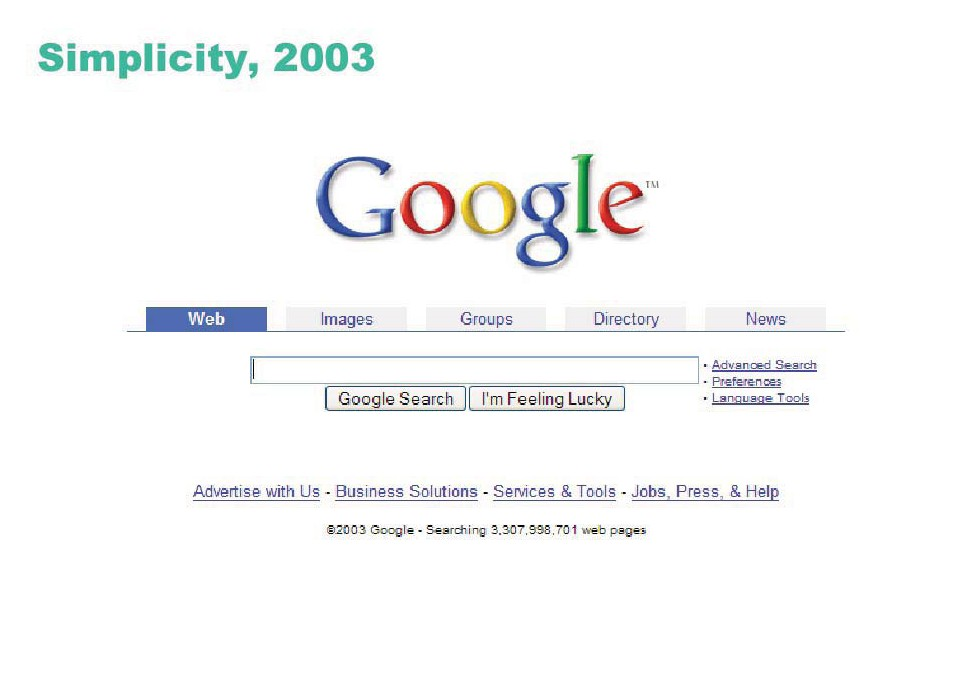 Simplicity, 2003
Google™
Web Images Groups Directory News
• Advanced Search
• Preferences
• Language Tools
Google Search I'm Feeling Lucky
Advertise with Us - Business Solutions - Services & Tools - Jobs, Press, & Help
©2003 Google - Searching 3,307,998,701 web pages